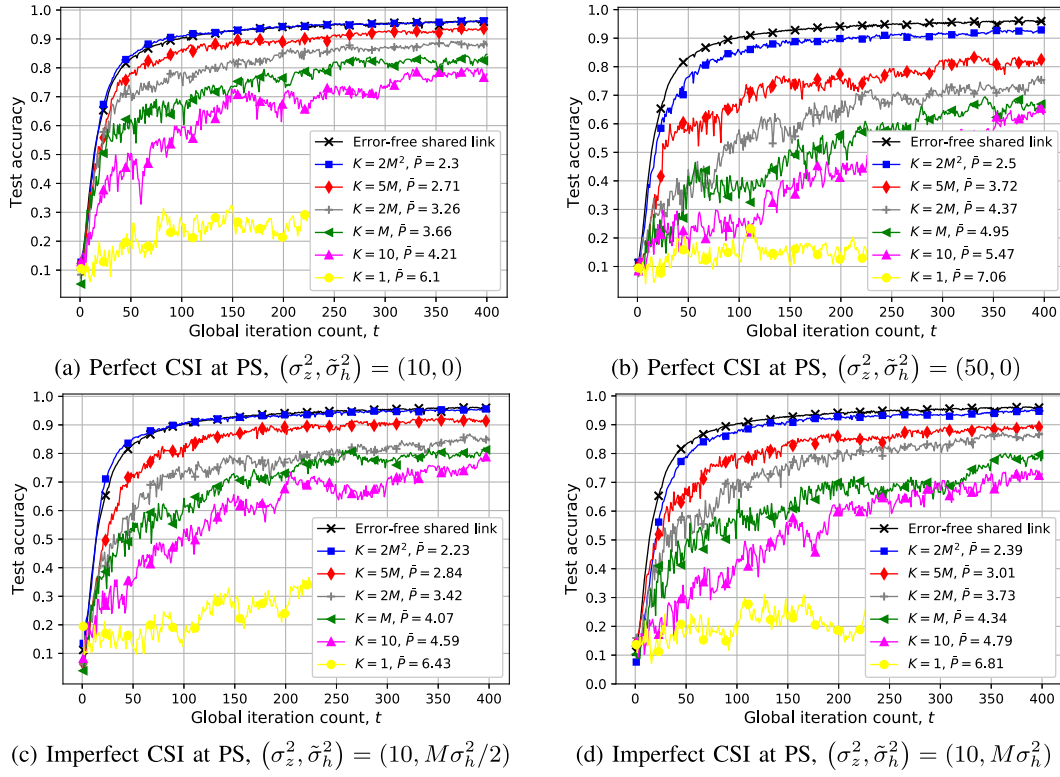 1.0
0.9
0.8
0.7
0.6
0.5
0.4
0.3
0.2
0.1
Test accuracy
0 50 100 150 200 250 300 350 400
Global iteration count, t
Error-free shared link
K = 2M², P̄ = 2.3
K = 5M, P̄ = 2.71
K = 2M, P̄ = 3.26
K = M, P̄ = 3.66
K = 10, P̄ = 4.21
K = 1, P̄ = 6.1
(a) Perfect CSI at PS, (σ_z², σ̃_h²) = (10, 0)
1.0
0.9
0.8
0.7
0.6
0.5
0.4
0.3
0.2
0.1
Test accuracy
0 50 100 150 200 250 300 350 400
Global iteration count, t
Error-free shared link
K = 2M², P̄ = 2.5
K = 5M, P̄ = 3.72
K = 2M, P̄ = 4.37
K = M, P̄ = 4.95
K = 10, P̄ = 5.47
K = 1, P̄ = 7.06
(b) Perfect CSI at PS, (σ_z², σ̃_h²) = (50, 0)
1.0
0.9
0.8
0.7
0.6
0.5
0.4
0.3
0.2
0.1
Test accuracy
0 50 100 150 200 250 300 350 400
Global iteration count, t
Error-free shared link
K = 2M², P̄ = 2.23
K = 5M, P̄ = 2.84
K = 2M, P̄ = 3.42
K = M, P̄ = 4.07
K = 10, P̄ = 4.59
K = 1, P̄ = 6.43
(c) Imperfect CSI at PS, (σ_z², σ̃_h²) = (10, Mσ_h²/2)
1.0
0.9
0.8
0.7
0.6
0.5
0.4
0.3
0.2
0.1
0.0
Test accuracy
0 50 100 150 200 250 300 350 400
Global iteration count, t
Error-free shared link
K = 2M², P̄ = 2.39
K = 5M, P̄ = 3.01
K = 2M, P̄ = 3.73
K = M, P̄ = 4.34
K = 10, P̄ = 4.79
K = 1, P̄ = 6.81
(d) Imperfect CSI at PS, (σ_z², σ̃_h²) = (10, Mσ_h²)